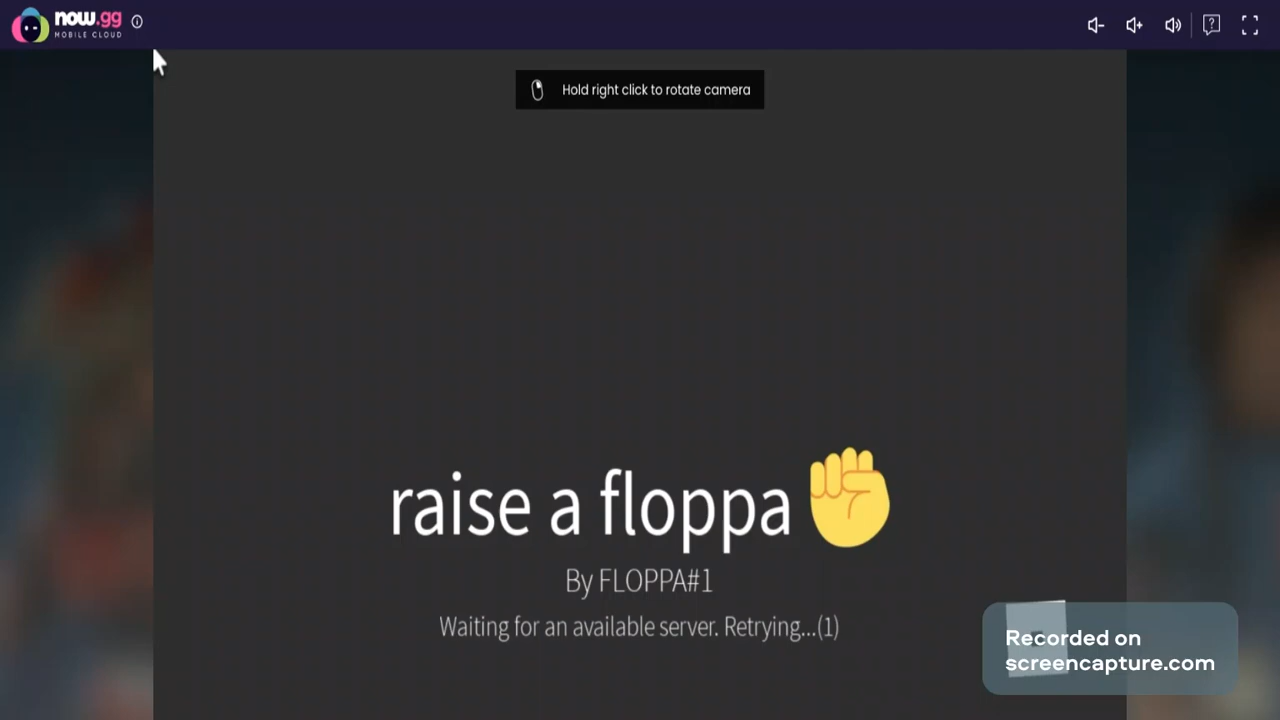 now.gg
MOBILE CLOUD
Hold right click to rotate camera
raise a floppa ✊
By FLOPPA#1
Waiting for an available server. Retrying...(1)
Recorded on
screencapture.com